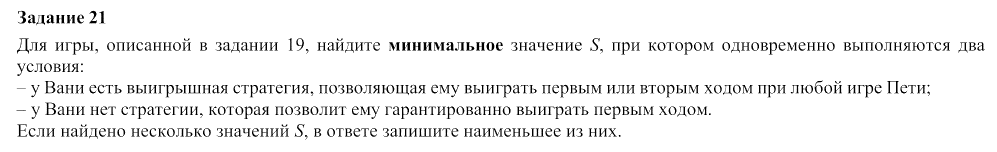 Задание 21
Для игры, описанной в задании 19, найдите минимальное значение S, при котором одновременно выполняются два
условия:
– у Вани есть выигрышная стратегия, позволяющая ему выиграть первым или вторым ходом при любой игре Пети;
– у Вани нет стратегии, которая позволит ему гарантированно выиграть первым ходом.
Если найдено несколько значений S, в ответе запишите наименьшее из них.